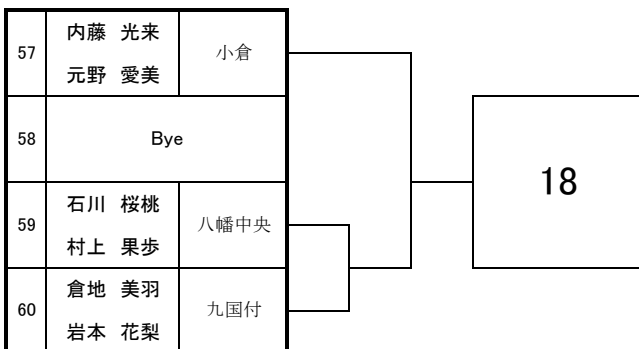 57 内藤 光来 小倉
元野 愛美
58 Bye
59 石川 桜桃 八幡中央
村上 果歩
60 倉地 美羽 九国付
岩本 花梨
18